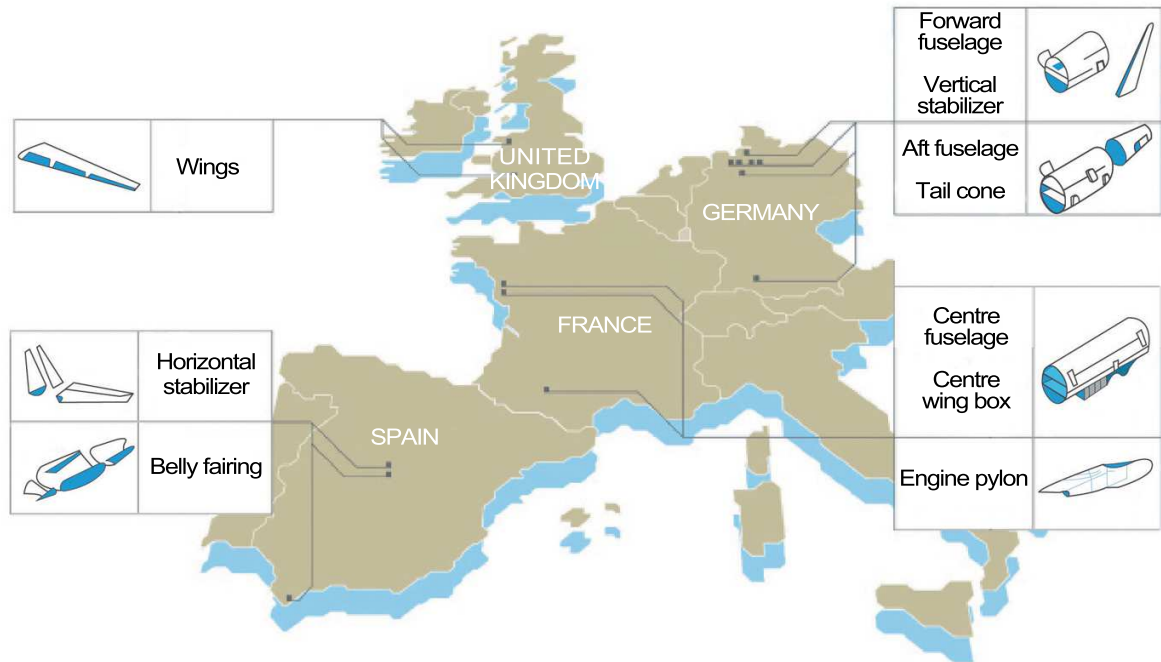 Forward
fuselage
Vertical
stabilizer
Wings
UNITED
KINGDOM
Aft fuselage
Tail cone
GERMANY
FRANCE
Centre
fuselage
Centre
wing box
Horizontal
stabilizer
SPAIN
Belly fairing
Engine pylon